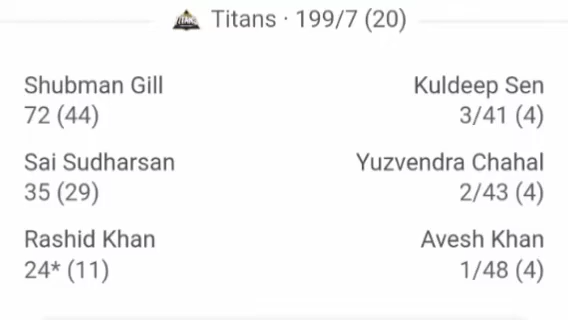 Titans · 199/7 (20)
Shubman Gill Kuldeep Sen
72 (44) 3/41 (4)
Sai Sudharsan Yuzvendra Chahal
35 (29) 2/43 (4)
Rashid Khan Avesh Khan
24* (11) 1/48 (4)